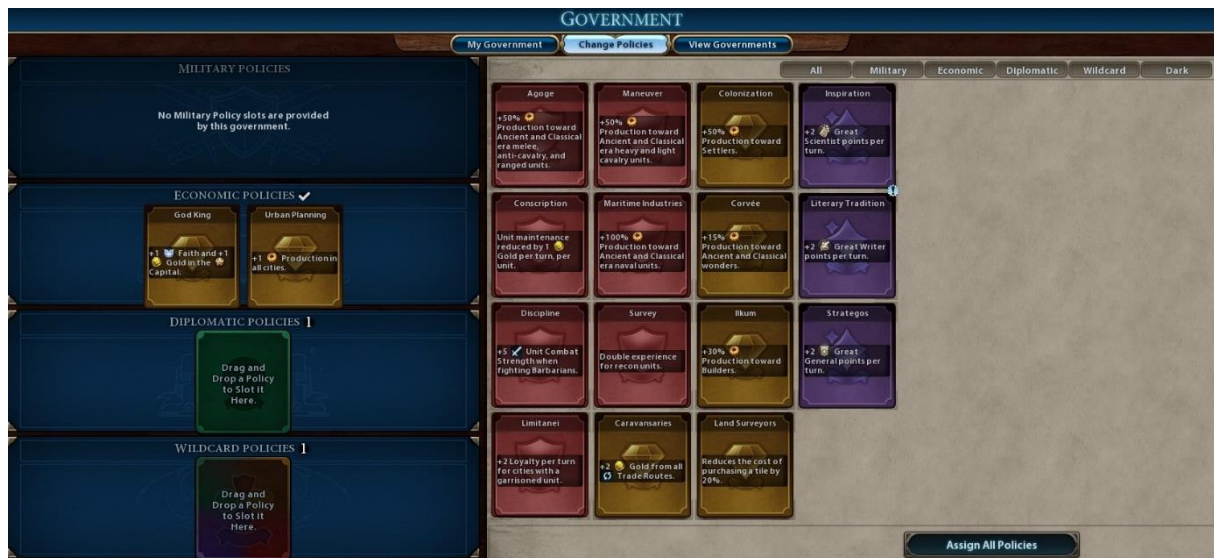 GOVERNMENT
My Government
Change Policies
View Governments
MILITARY POLICIES
No Military Policy slots are provided
by this government.
ECONOMIC POLICIES
God King
+1 Faith and +1
Gold in the
Capital.
Urban Planning
+1 Production in
all cities.
DIPLOMATIC POLICIES 1
Drag and
Drop a Policy
to Slot it
Here.
WILDCARD POLICIES 1
Drag and
Drop a Policy
to Slot it
Here.
All
Military
Economic
Diplomatic
Wildcard
Dark
Agoge
+50%
Production toward
Ancient and Classical
era melee,
anti-cavalry, and
ranged units.
Maneuver
+50%
Production toward
Ancient and Classical
era heavy and light
cavalry units.
Colonization
+50%
Production toward
Settlers.
Inspiration
+2 Great
Scientist points per
turn.
Conscription
Unit maintenance
reduced by 1
Gold per turn, per
unit.
Maritime Industries
+100%
Production toward
Ancient and Classical
era naval units.
Corvée
+15%
Production toward
Ancient and Classical
wonders.
Literary Tradition
+2 Great Writer
points per turn.
Discipline
+5 Unit Combat
Strength when
fighting Barbarians.
Survey
Double experience
for recon units.
Ilkum
+30%
Production toward
Builders.
Strategos
+2 Great
General points per
turn.
Limitanei
+2 Loyalty per turn
for cities with a
garrisoned unit.
Caravansaries
+2 Gold from all
Trade Routes.
Land Surveyors
Reduces the cost of
purchasing a tile by
20%.
Assign All Policies